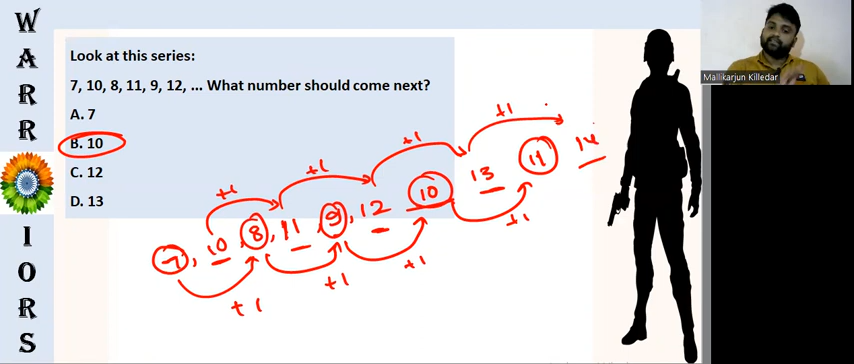 WARRIORS
Look at this series:
7, 10, 8, 11, 9, 12, ... What number should come next?
A. 7
B. 10
C. 12
D. 13
Mallikarjun Killedar
+1 +1 +1 +1
7, 10, 8, 11, 9, 12 10 13 11 14
+1 +1 +1 +1